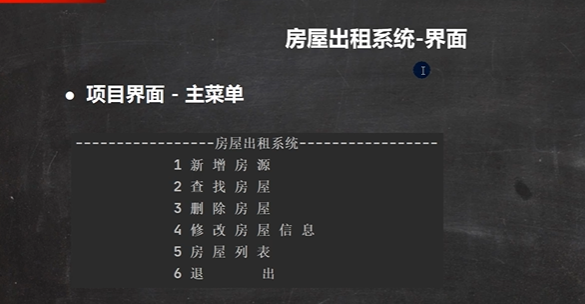 房屋出租系统-界面
● 项目界面 - 主菜单
-----------------房屋出租系统-----------------
1 新 增 房 源
2 查 找 房 屋
3 删 除 房 屋
4 修 改 房 屋 信 息
5 房 屋 列 表
6 退      出